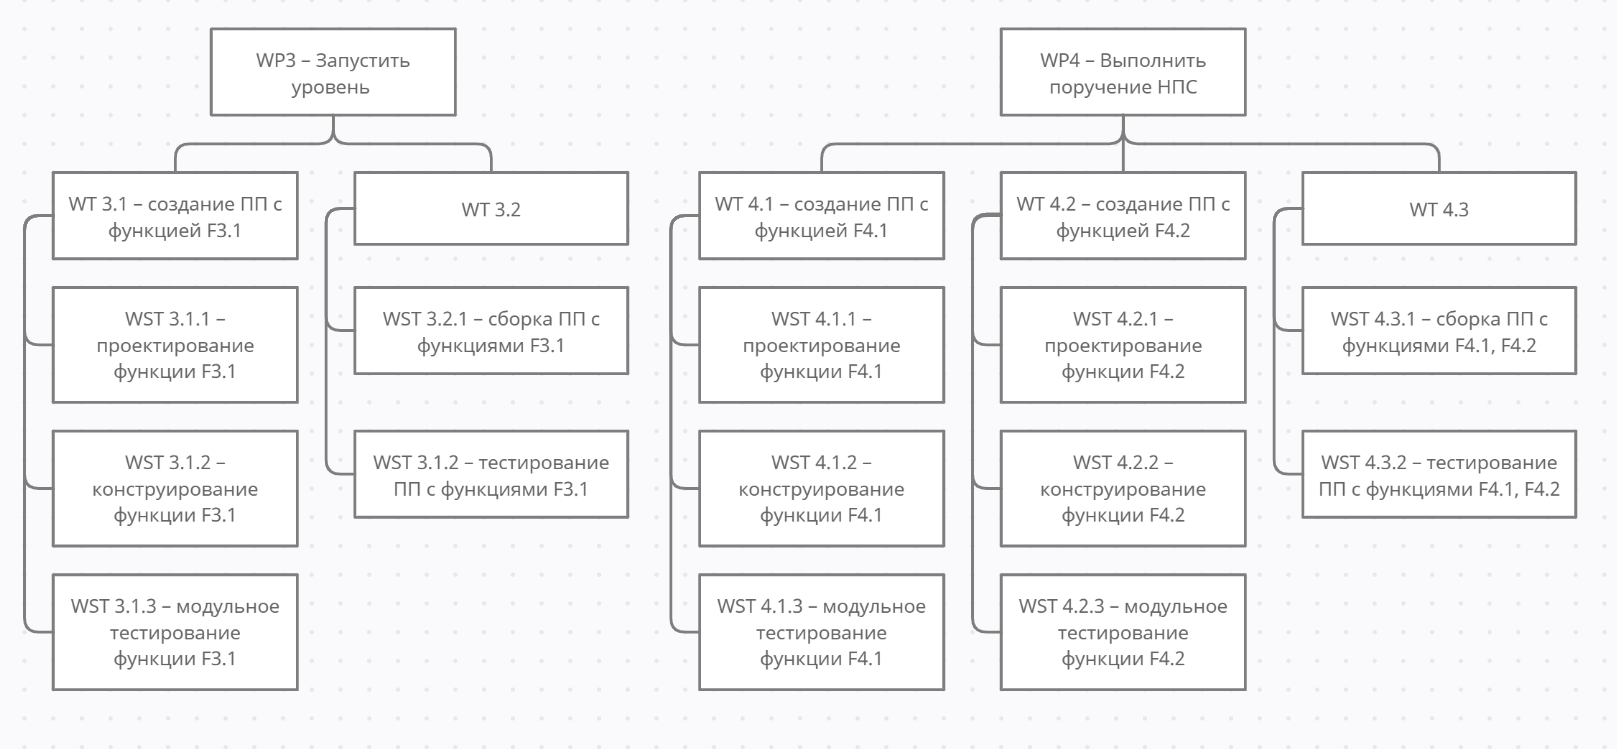 WP3 – Запустить
уровень
WT 3.1 – создание ПП с
функцией F3.1
WST 3.1.1 –
проектирование
функции F3.1
WST 3.1.2 –
конструирование
функции F3.1
WST 3.1.3 – модульное
тестирование
функции F3.1
WT 3.2
WST 3.2.1 – сборка ПП с
функциями F3.1
WST 3.1.2 – тестирование
ПП с функциями F3.1
WP4 – Выполнить
поручение НПС
WT 4.1 – создание ПП с
функцией F4.1
WST 4.1.1 –
проектирование
функции F4.1
WST 4.1.2 –
конструирование
функции F4.1
WST 4.1.3 – модульное
тестирование
функции F4.1
WT 4.2 – создание ПП с
функцией F4.2
WST 4.2.1 –
проектирование
функции F4.2
WST 4.2.2 –
конструирование
функции F4.2
WST 4.2.3 – модульное
тестирование
функции F4.2
WT 4.3
WST 4.3.1 – сборка ПП с
функциями F4.1, F4.2
WST 4.3.2 – тестирование
ПП с функциями F4.1, F4.2